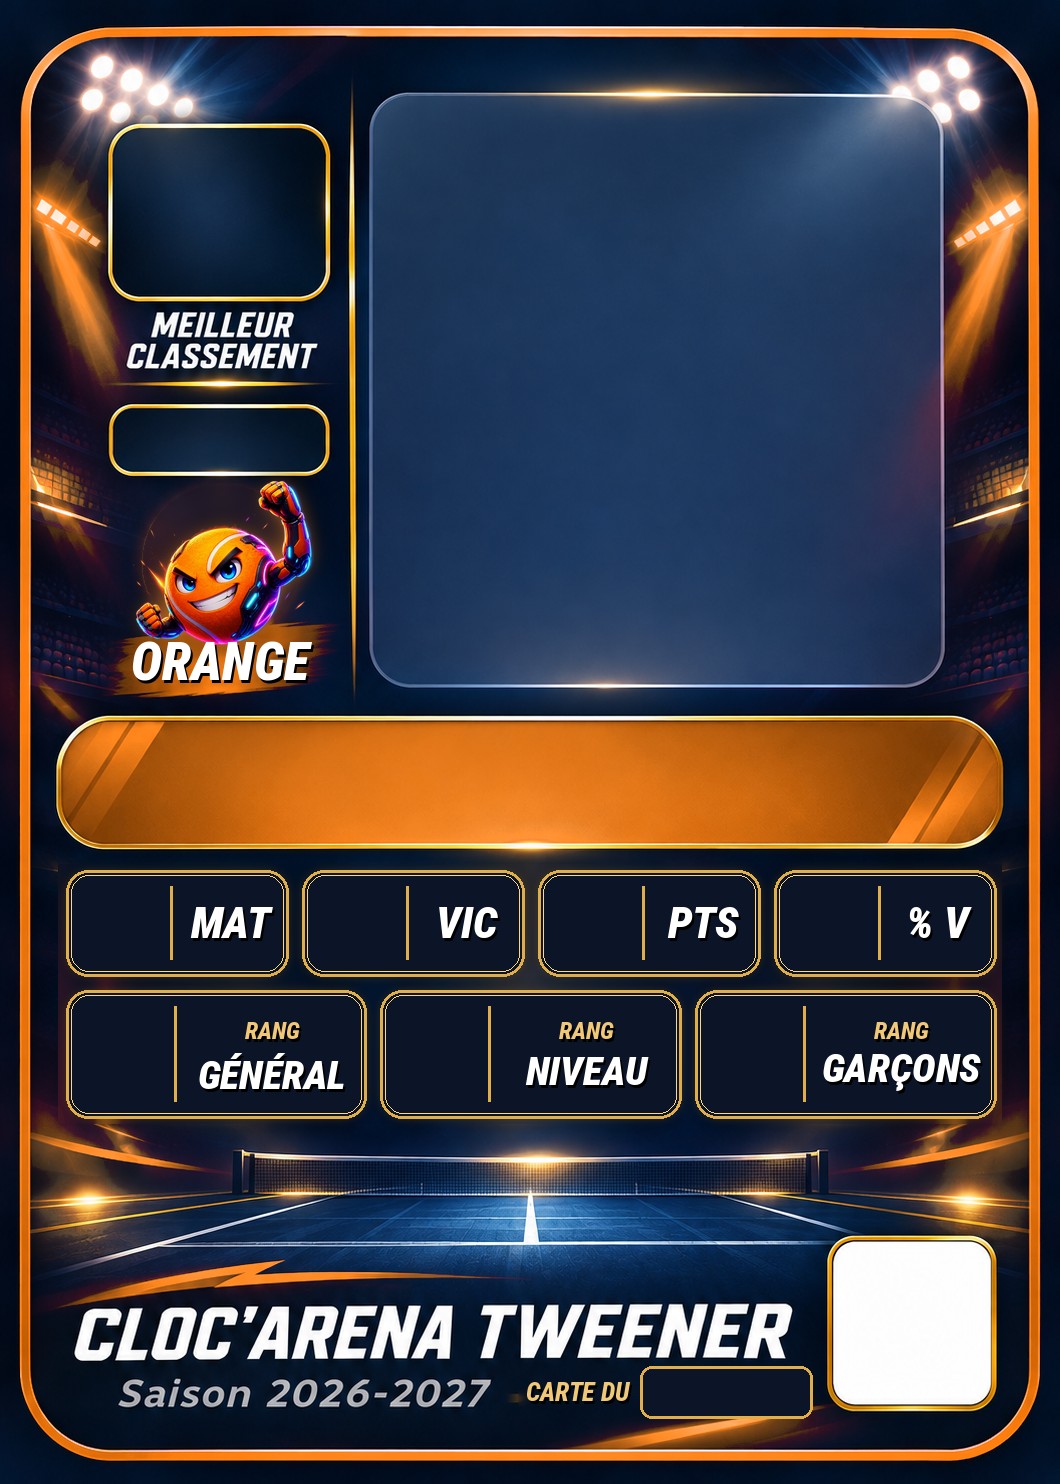 MEILLEUR
CLASSEMENT
ORANGE
MAT
VIC
PTS
% V
RANG
GÉNÉRAL
RANG
NIVEAU
RANG
GARÇONS
CLOC'ARENA TWEENER
Saison 2026-2027
CARTE DU